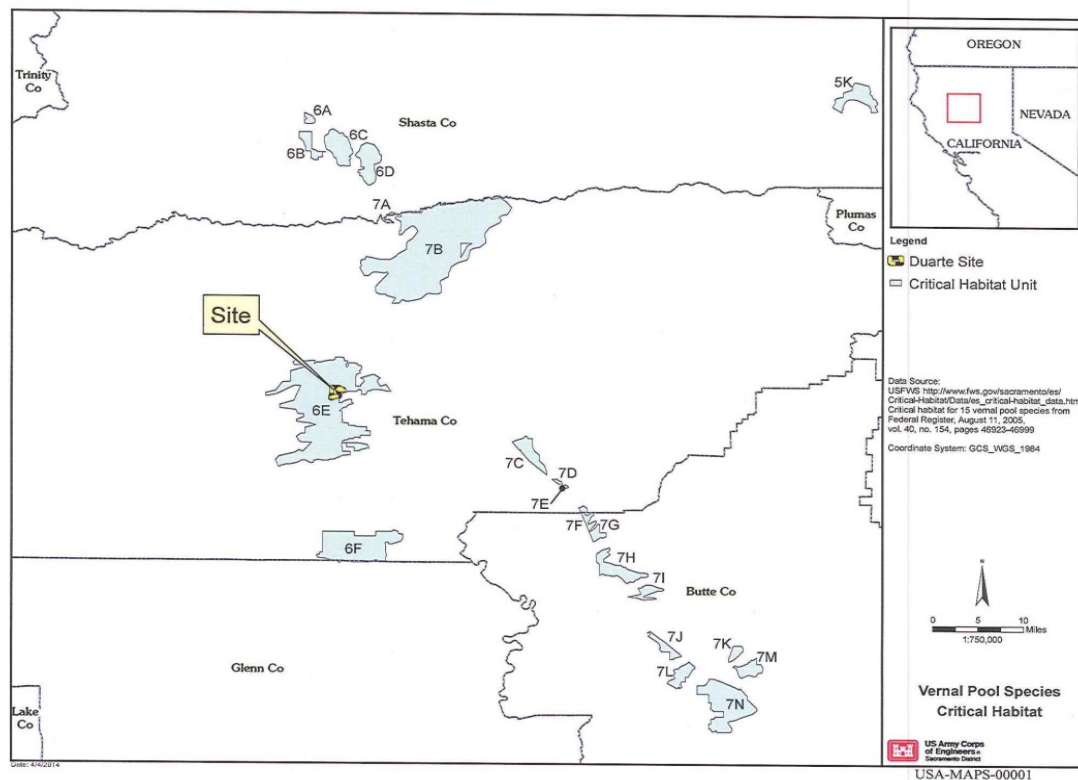 Trinity
Co
6A
6B
6C
6D
Shasta Co
5K
7A
7B
Plumas
Co
Site
6E
Tehama Co
7C
7D
7E
7F
7G
6F
7H
7I
Butte Co
7J
7K
7L
7M
7N
Glenn Co
Lake
Co
Date: 4/4/2014
OREGON
NEVADA
CALIFORNIA
Legend
Duarte Site
Critical Habitat Unit
Data Source:
USFWS http://www.fws.gov/sacramento/es/
Critical-Habitat/Data/es_critical-habitat_data.htm
Critical habitat for 15 vernal pool species from
Federal Register, August 11, 2005,
vol. 40, no. 154, pages 46923-46999
Coordinate System: GCS_WGS_1984
N
0 5 10
Miles
1:750,000
Vernal Pool Species
Critical Habitat
US Army Corps
of Engineers®
Sacramento District
USA-MAPS-00001